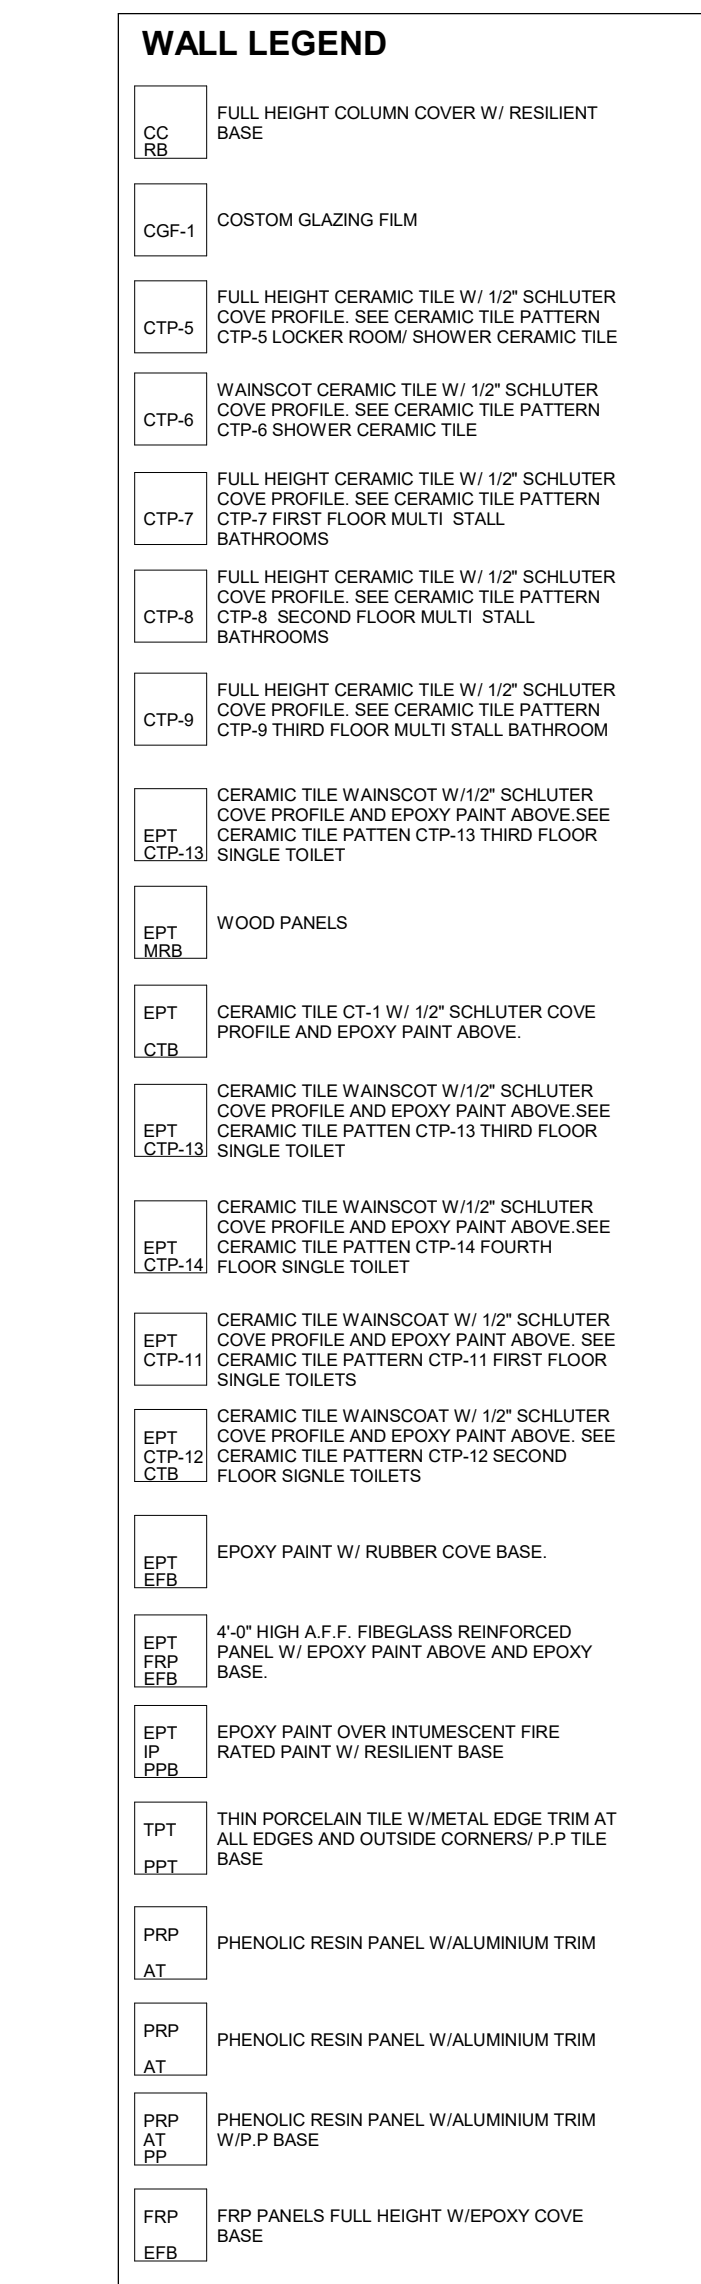 WALL LEGEND
CC
RB
FULL HEIGHT COLUMN COVER W/ RESILIENT
BASE
CGF-1
COSTOM GLAZING FILM
CTP-5
FULL HEIGHT CERAMIC TILE W/ 1/2" SCHLUTER
COVE PROFILE. SEE CERAMIC TILE PATTERN
CTP-5 LOCKER ROOM/ SHOWER CERAMIC TILE
CTP-6
WAINSCOT CERAMIC TILE W/ 1/2" SCHLUTER
COVE PROFILE. SEE CERAMIC TILE PATTERN
CTP-6 SHOWER CERAMIC TILE
CTP-7
FULL HEIGHT CERAMIC TILE W/ 1/2" SCHLUTER
COVE PROFILE. SEE CERAMIC TILE PATTERN
CTP-7 FIRST FLOOR MULTI STALL
BATHROOMS
CTP-8
FULL HEIGHT CERAMIC TILE W/ 1/2" SCHLUTER
COVE PROFILE. SEE CERAMIC TILE PATTERN
CTP-8 SECOND FLOOR MULTI STALL
BATHROOMS
CTP-9
FULL HEIGHT CERAMIC TILE W/ 1/2" SCHLUTER
COVE PROFILE. SEE CERAMIC TILE PATTERN
CTP-9 THIRD FLOOR MULTI STALL BATHROOM
EPT
CTP-13
CERAMIC TILE WAINSCOT W/1/2" SCHLUTER
COVE PROFILE AND EPOXY PAINT ABOVE.SEE
CERAMIC TILE PATTEN CTP-13 THIRD FLOOR
SINGLE TOILET
EPT
MRB
WOOD PANELS
EPT
CTB
CERAMIC TILE CT-1 W/ 1/2" SCHLUTER COVE
PROFILE AND EPOXY PAINT ABOVE.
EPT
CTP-13
CERAMIC TILE WAINSCOT W/1/2" SCHLUTER
COVE PROFILE AND EPOXY PAINT ABOVE.SEE
CERAMIC TILE PATTEN CTP-13 THIRD FLOOR
SINGLE TOILET
EPT
CTP-14
CERAMIC TILE WAINSCOT W/1/2" SCHLUTER
COVE PROFILE AND EPOXY PAINT ABOVE.SEE
CERAMIC TILE PATTEN CTP-14 FOURTH
FLOOR SINGLE TOILET
EPT
CTP-11
CERAMIC TILE WAINSCOAT W/ 1/2" SCHLUTER
COVE PROFILE AND EPOXY PAINT ABOVE. SEE
CERAMIC TILE PATTERN CTP-11 FIRST FLOOR
SINGLE TOILETS
EPT
CTP-12
CTB
CERAMIC TILE WAINSCOAT W/ 1/2" SCHLUTER
COVE PROFILE AND EPOXY PAINT ABOVE. SEE
CERAMIC TILE PATTERN CTP-12 SECOND
FLOOR SIGNLE TOILETS
EPT
EFB
EPOXY PAINT W/ RUBBER COVE BASE.
EPT
FRP
EFB
4'-0" HIGH A.F.F. FIBEGLASS REINFORCED
PANEL W/ EPOXY PAINT ABOVE AND EPOXY
BASE.
EPT
IP
PPB
EPOXY PAINT OVER INTUMESCENT FIRE
RATED PAINT W/ RESILIENT BASE
TPT
PPT
THIN PORCELAIN TILE W/METAL EDGE TRIM AT
ALL EDGES AND OUTSIDE CORNERS/ P.P TILE
BASE
PRP
AT
PHENOLIC RESIN PANEL W/ALUMINIUM TRIM
PRP
AT
PHENOLIC RESIN PANEL W/ALUMINIUM TRIM
PRP
AT
PP
PHENOLIC RESIN PANEL W/ALUMINIUM TRIM
W/P.P BASE
FRP
EFB
FRP PANELS FULL HEIGHT W/EPOXY COVE
BASE